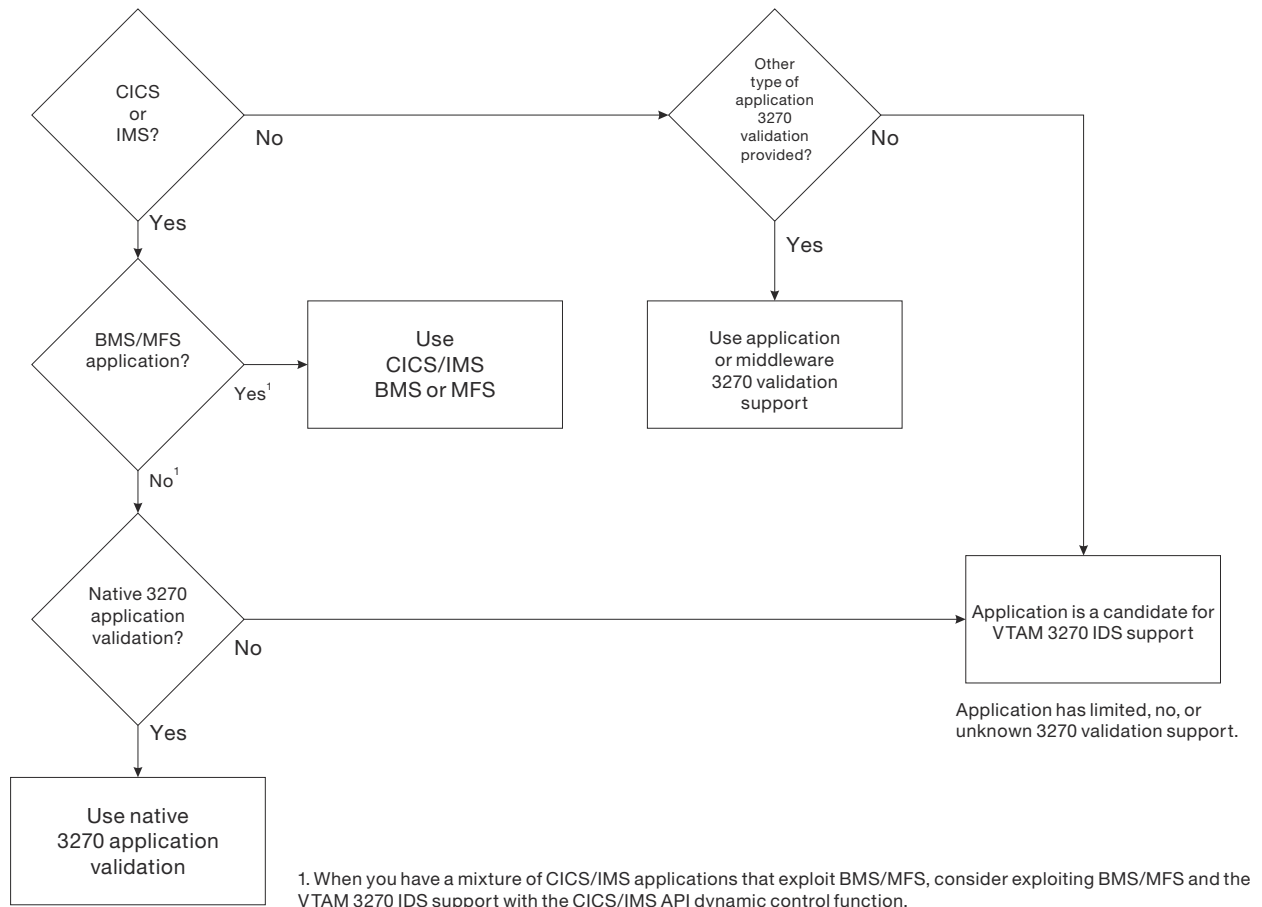 CICS
or
IMS?
No
Other
type of
application
3270
validation
provided?
No
Yes
Yes
BMS/MFS
application?
Yes¹
Use
CICS/IMS
BMS or MFS
Use application
or middleware
3270 validation
support
No¹
Native 3270
application
validation?
No
Application is a candidate for
VTAM 3270 IDS support
Application has limited, no, or
unknown 3270 validation support.
Yes
Use native
3270 application
validation
1. When you have a mixture of CICS/IMS applications that exploit BMS/MFS, consider exploiting BMS/MFS and the
VTAM 3270 IDS support with the CICS/IMS API dynamic control function.